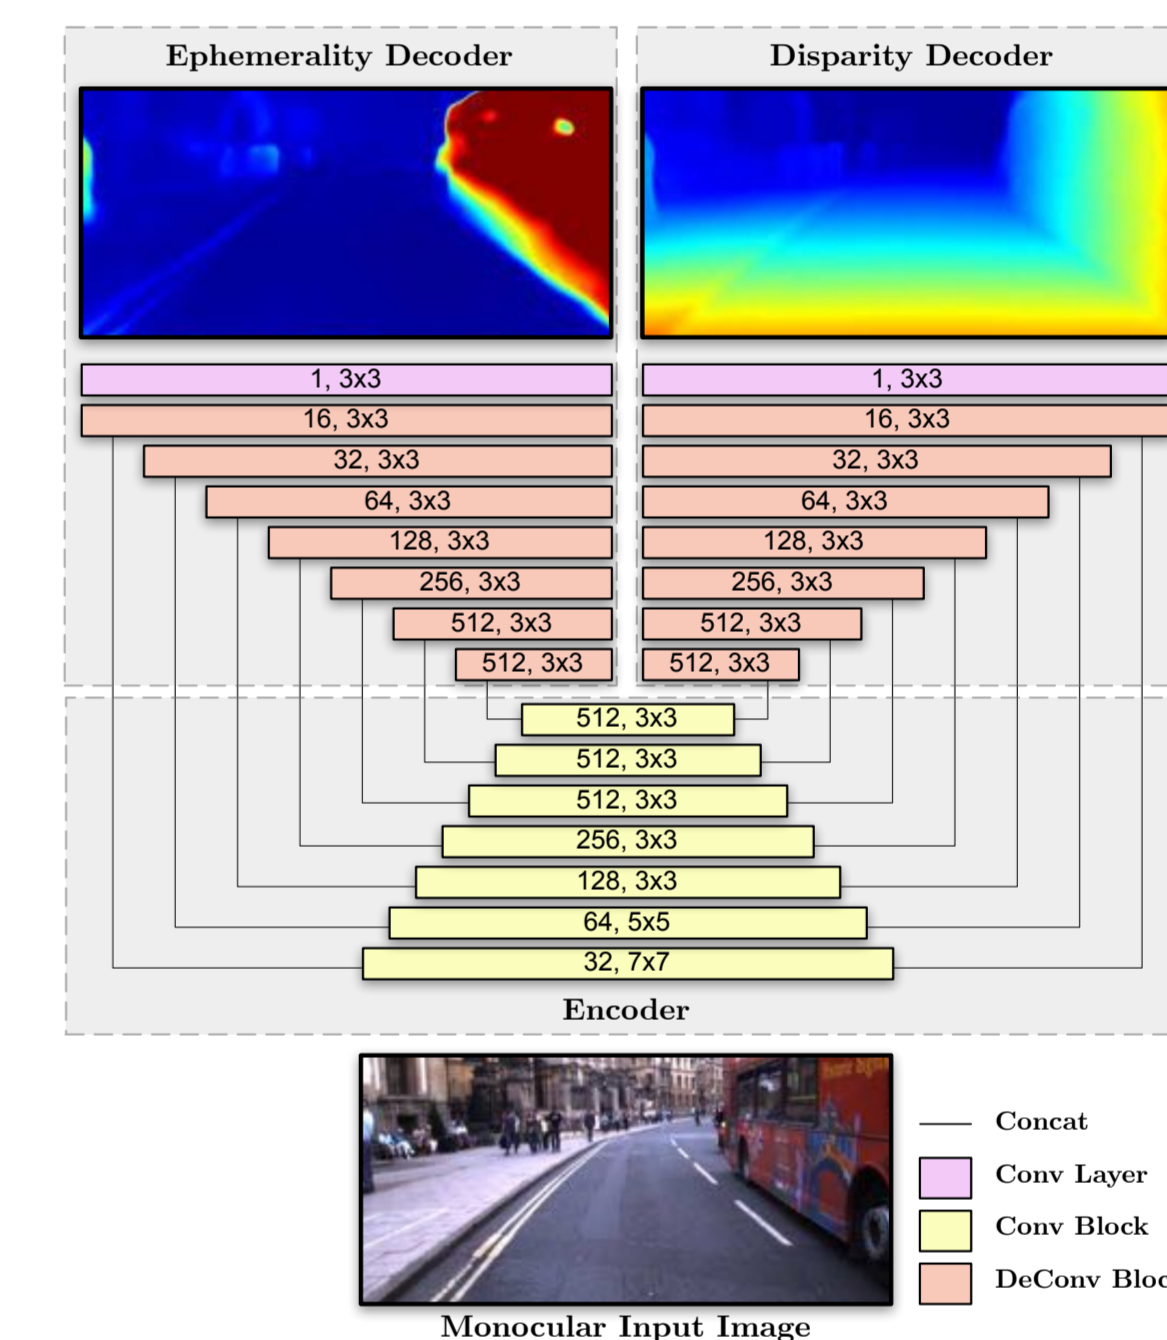 Ephemerality Decoder
Disparity Decoder
1, 3x3
16, 3x3
32, 3x3
64, 3x3
128, 3x3
256, 3x3
512, 3x3
512, 3x3
1, 3x3
16, 3x3
32, 3x3
64, 3x3
128, 3x3
256, 3x3
512, 3x3
512, 3x3
512, 3x3
512, 3x3
512, 3x3
256, 3x3
128, 3x3
64, 5x5
32, 7x7
Encoder
Concat
Conv Layer
Conv Block
DeConv Bloc
Monocular Input Image